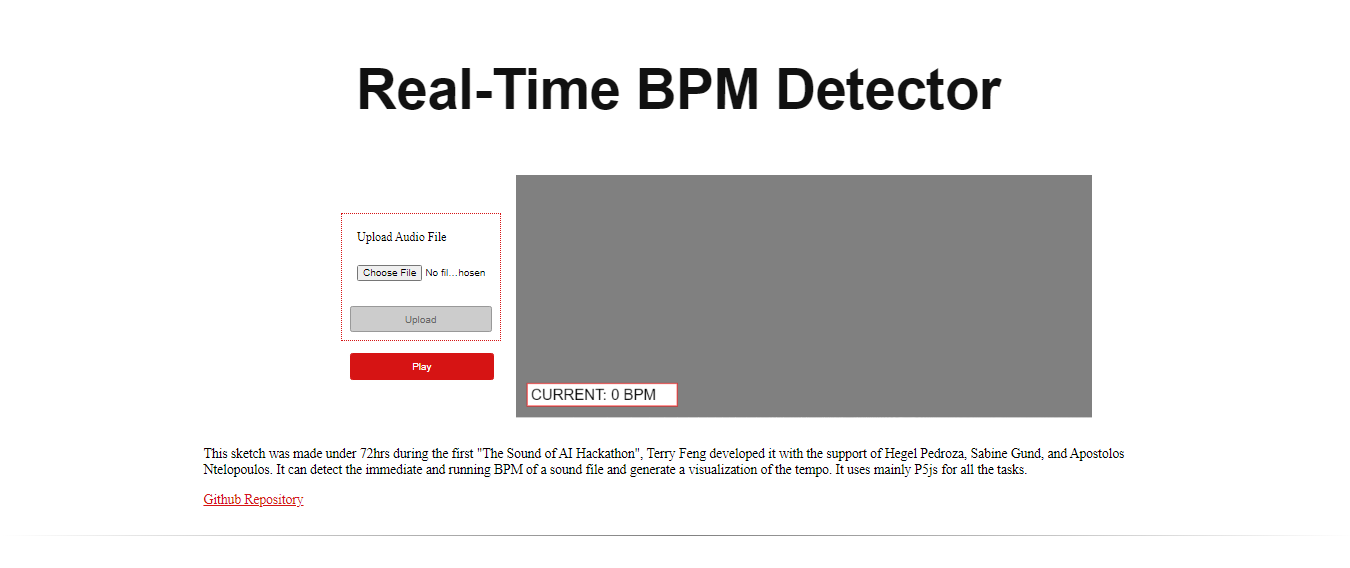 Real-Time BPM Detector
Upload Audio File
Choose File No fil...hosen
Upload
Play
CURRENT: 0 BPM
This sketch was made under 72hrs during the first "The Sound of AI Hackathon", Terry Feng developed it with the support of Hegel Pedroza, Sabine Gund, and Apostolos
Ntelopoulos. It can detect the immediate and running BPM of a sound file and generate a visualization of the tempo. It uses mainly P5js for all the tasks.
Github Repository